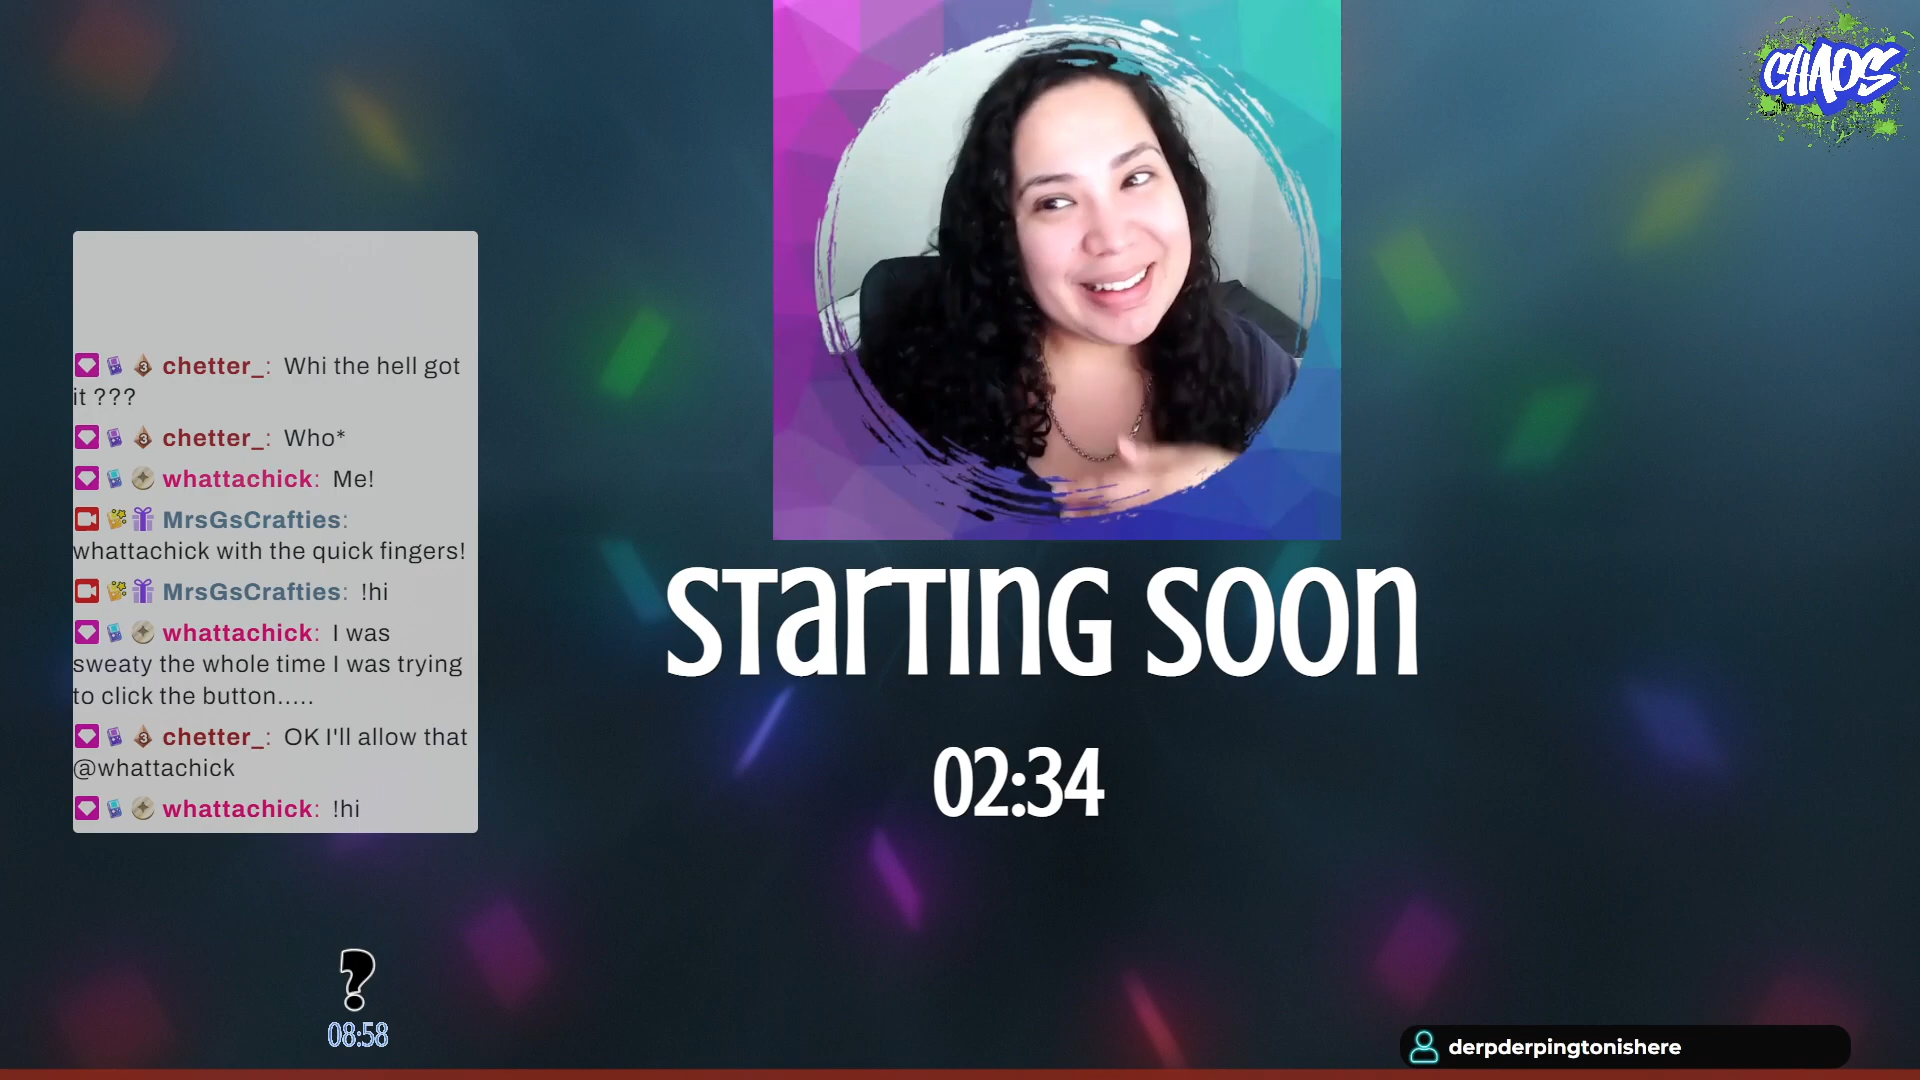 CHAOS
chetter_: Whi the hell got
it ???
chetter_: Who*
whattachick: Me!
MrsGsCrafties:
whattachick with the quick fingers!
MrsGsCrafties: !hi
whattachick: I was
sweaty the whole time I was trying
to click the button.....
chetter_: OK I'll allow that
@whattachick
whattachick: !hi
STarTING SOON
02:34
?
08:58
derpderpingtonishere